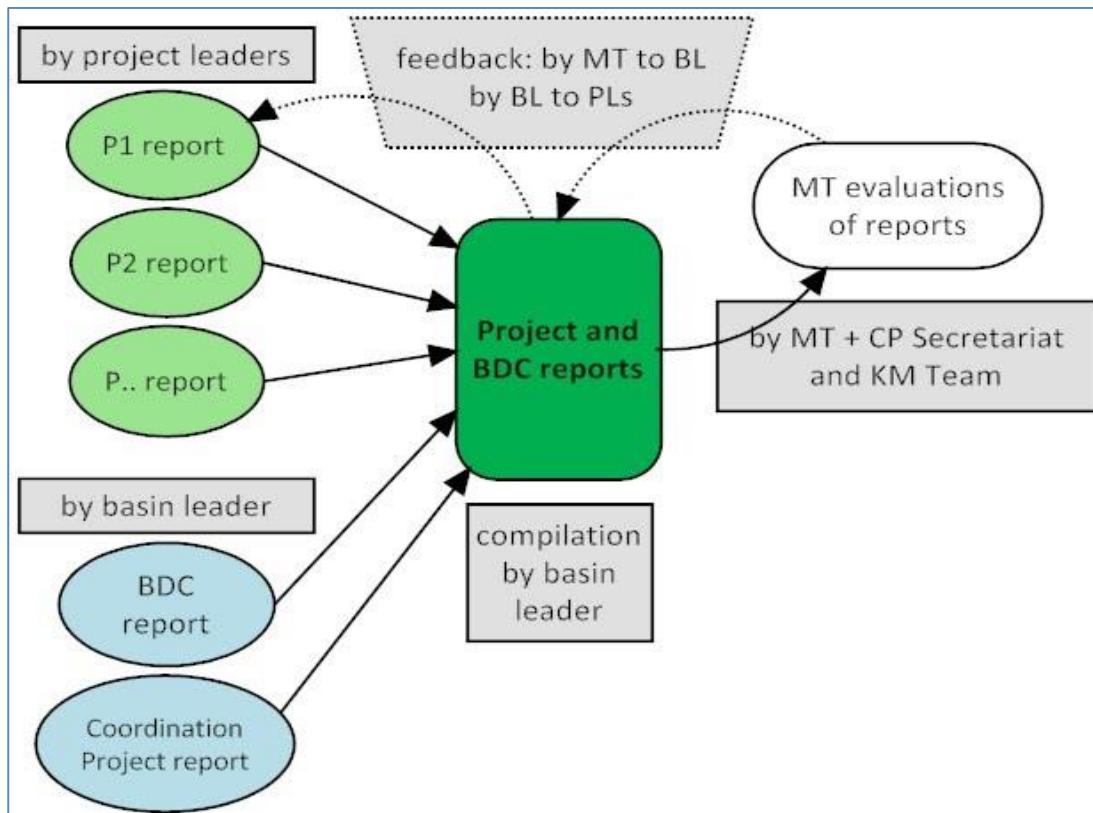 by project leaders
feedback: by MT to BL
by BL to PLs
P1 report
MT evaluations
of reports
P2 report
Project and
BDC reports
by MT + CP Secretariat
and KM Team
P.. report
by basin leader
compilation
by basin
leader
BDC
report
Coordination
Project report